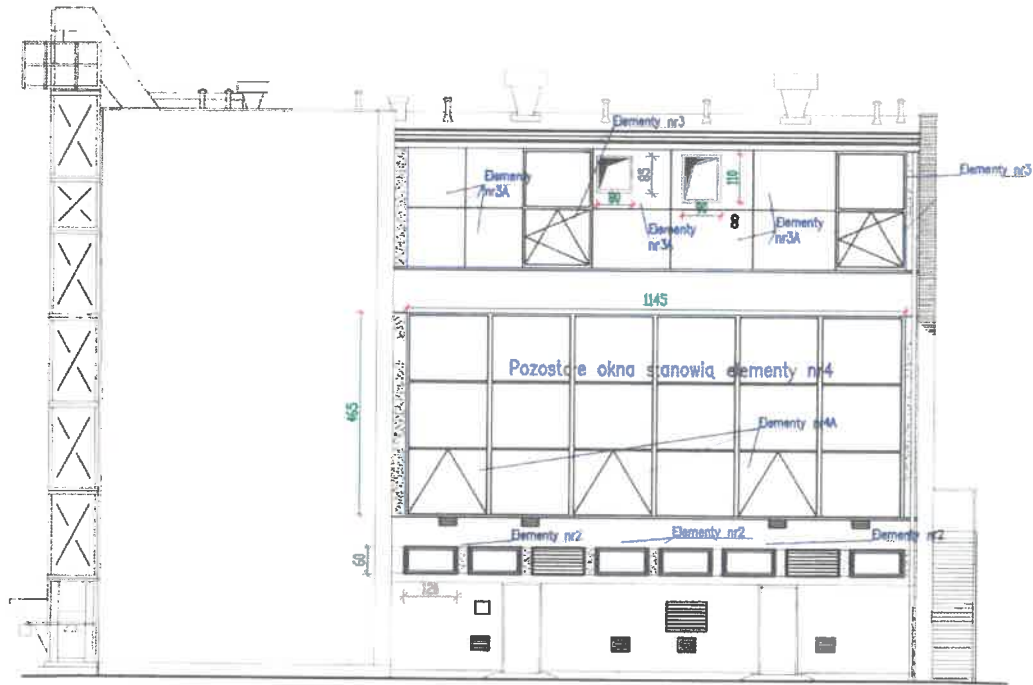 Elementy nr3
Elementy nr3
Elementy
nr3A
85
110
80
90
8
Elementy
nr3A
Elementy
nr3A
1145
Pozostałe okna stanowią elementy nr4
465
Elementy nr4A
Elementy nr2
Elementy nr2
Elementy nr2
60
120